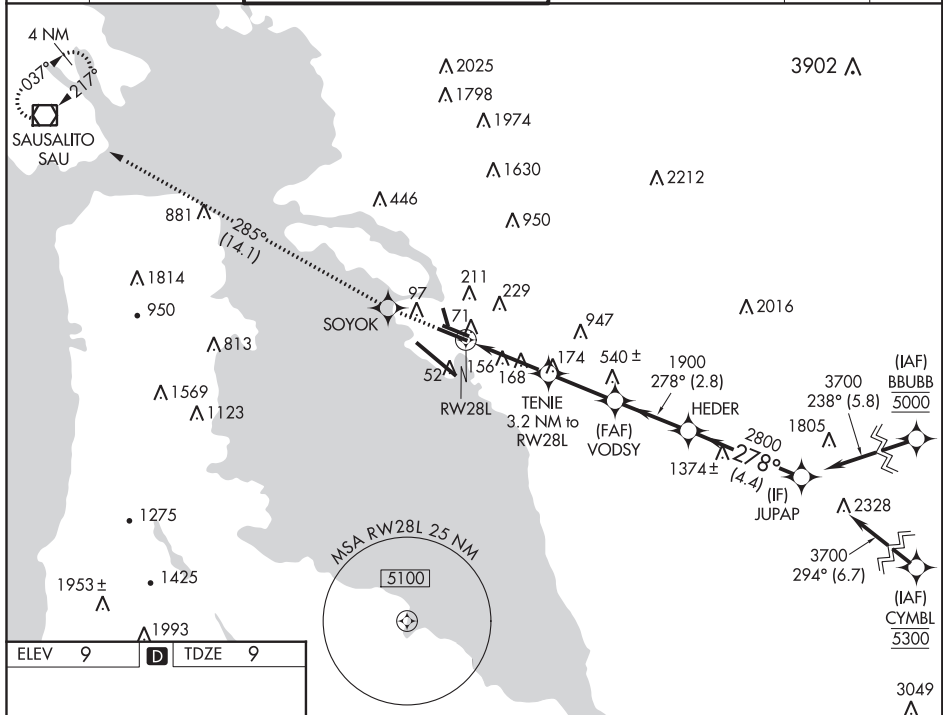 4 NM
037°
217°
SAUSALITO
SAU
2025
1798
1974
3902
1630
2212
446
950
881
285°
(14.1)
1814
950
211
97
229
71
SOYOK
947
2016
813
52
156
168
174
540 ±
1900
278° (2.8)
(IAF)
BBUBB
5000
3700
238° (5.8)
1569
1123
RW28L
TENIE
3.2 NM to
RW28L
(FAF)
VODSY
HEDER
2800
278°
(4.4)
1805
1374 ±
(IF)
JUPAP
2328
1275
MSA RW28L 25 NM
5100
3700
294° (6.7)
1953 ±
1425
(IAF)
CYMBL
5300
1993
ELEV 9 D TDZE 9
3049